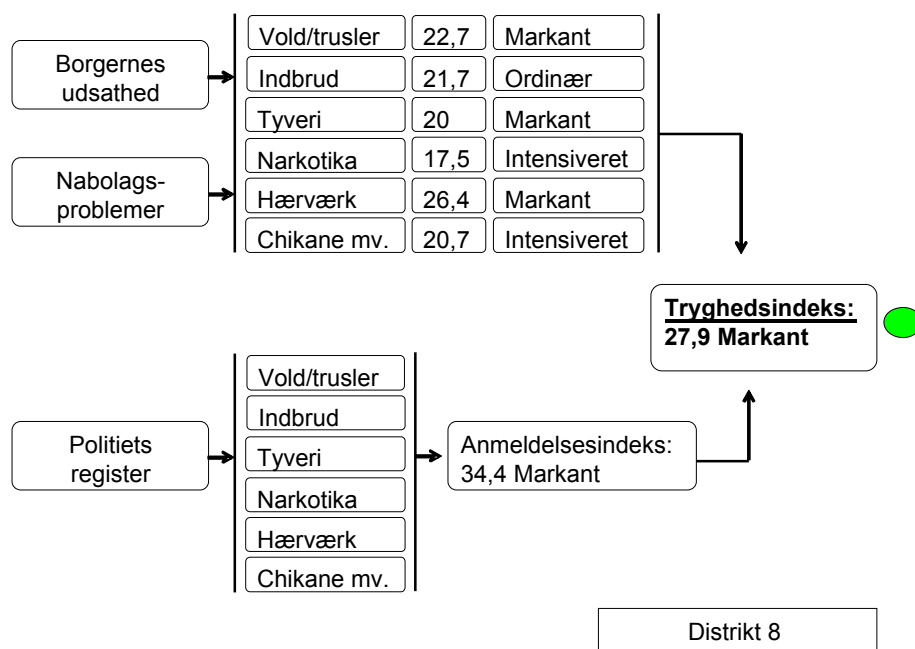 Borgernes
udsathed
Nabolags-
problemer
Vold/trusler 22,7 Markant
Indbrud 21,7 Ordinær
Tyveri 20 Markant
Narkotika 17,5 Intensiveret
Hærværk 26,4 Markant
Chikane mv. 20,7 Intensiveret
Tryghedsindeks:
27,9 Markant
Politiets
register
Vold/trusler
Indbrud
Tyveri
Narkotika
Hærværk
Chikane mv.
Anmeldelsesindeks:
34,4 Markant
Distrikt 8